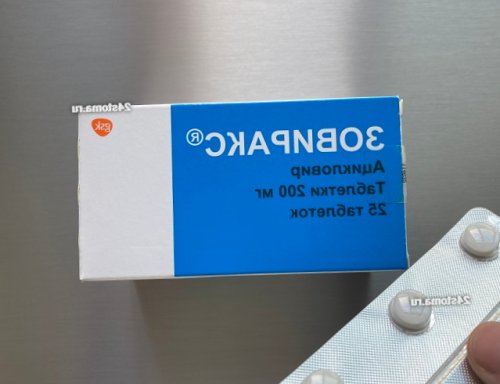 24stoma.ru
gsk
ЗОВИРАКС®
Ацикловир
Таблетки 200 мг
25 таблеток
24stoma.ru